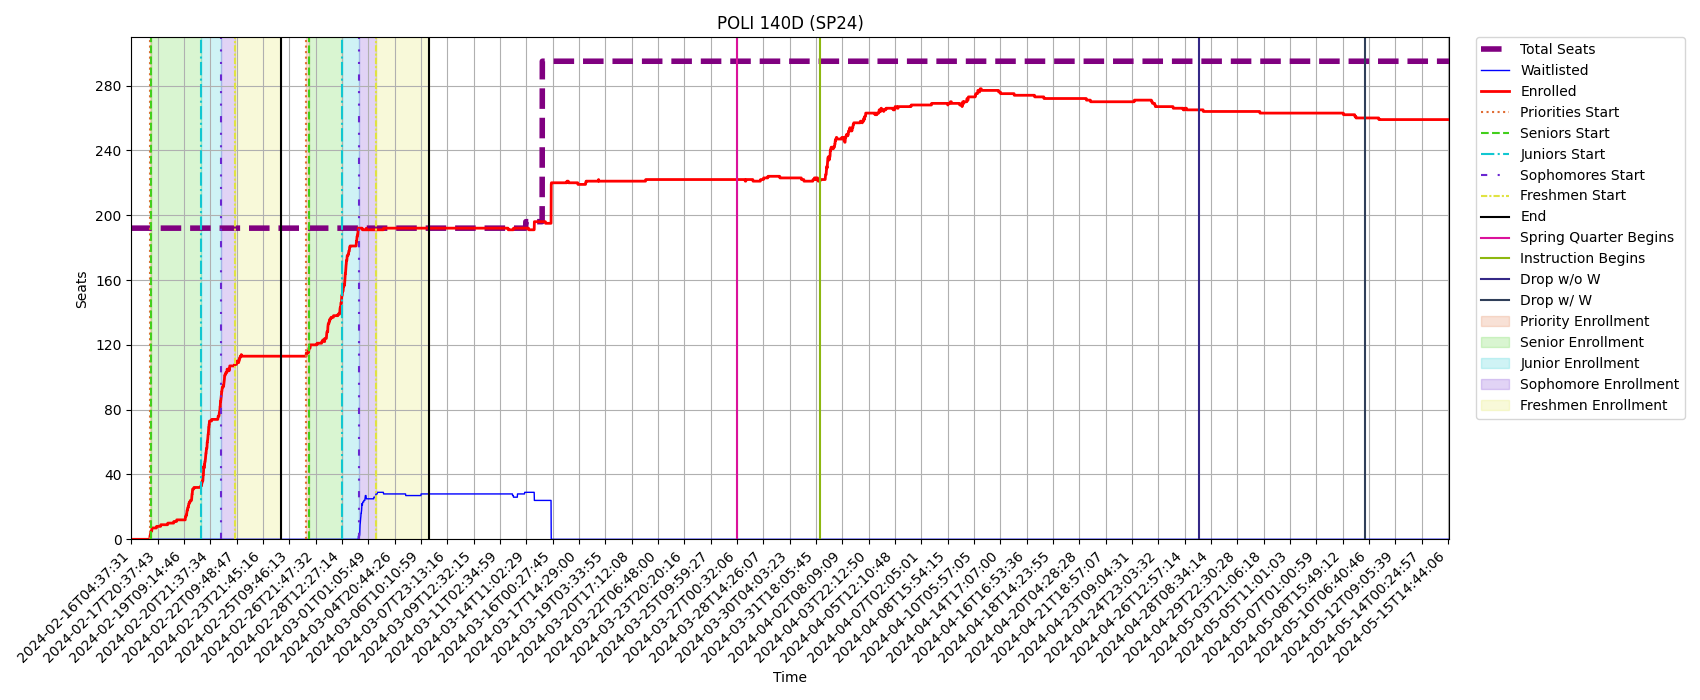 POLI 140D (SP24)
Seats
280
240
200
160
120
80
40
0
2024-02-16T04:37:31
2024-02-17T20:37:43
2024-02-19T09:14:46
2024-02-20T21:37:34
2024-02-22T09:48:47
2024-02-23T21:45:16
2024-02-25T09:46:13
2024-02-26T21:47:32
2024-02-28T12:27:14
2024-03-01T01:05:49
2024-03-04T20:44:26
2024-03-06T10:10:59
2024-03-07T23:13:16
2024-03-09T12:32:15
2024-03-11T02:34:59
2024-03-14T11:02:29
2024-03-16T00:27:45
2024-03-17T14:29:00
2024-03-19T03:33:55
2024-03-20T17:12:08
2024-03-22T06:48:00
2024-03-23T20:20:16
2024-03-25T09:59:27
2024-03-27T00:32:06
2024-03-28T14:26:07
2024-03-30T04:03:23
2024-03-31T18:05:45
2024-04-02T08:09:09
2024-04-03T22:12:50
2024-04-05T12:10:48
2024-04-07T02:05:01
2024-04-08T15:54:15
2024-04-10T05:57:05
2024-04-14T17:07:00
2024-04-16T16:53:36
2024-04-18T14:23:55
2024-04-20T04:28:28
2024-04-21T18:57:07
2024-04-23T09:04:31
2024-04-24T23:03:32
2024-04-26T12:57:14
2024-04-28T08:34:14
2024-04-29T22:30:28
2024-05-03T21:06:18
2024-05-05T11:01:03
2024-05-07T01:00:59
2024-05-08T15:49:12
2024-05-10T06:40:46
2024-05-12T09:05:39
2024-05-14T00:24:57
2024-05-15T14:44:06
Time
Total Seats
Waitlisted
Enrolled
Priorities Start
Seniors Start
Juniors Start
Sophomores Start
Freshmen Start
End
Spring Quarter Begins
Instruction Begins
Drop w/o W
Drop w/ W
Priority Enrollment
Senior Enrollment
Junior Enrollment
Sophomore Enrollment
Freshmen Enrollment